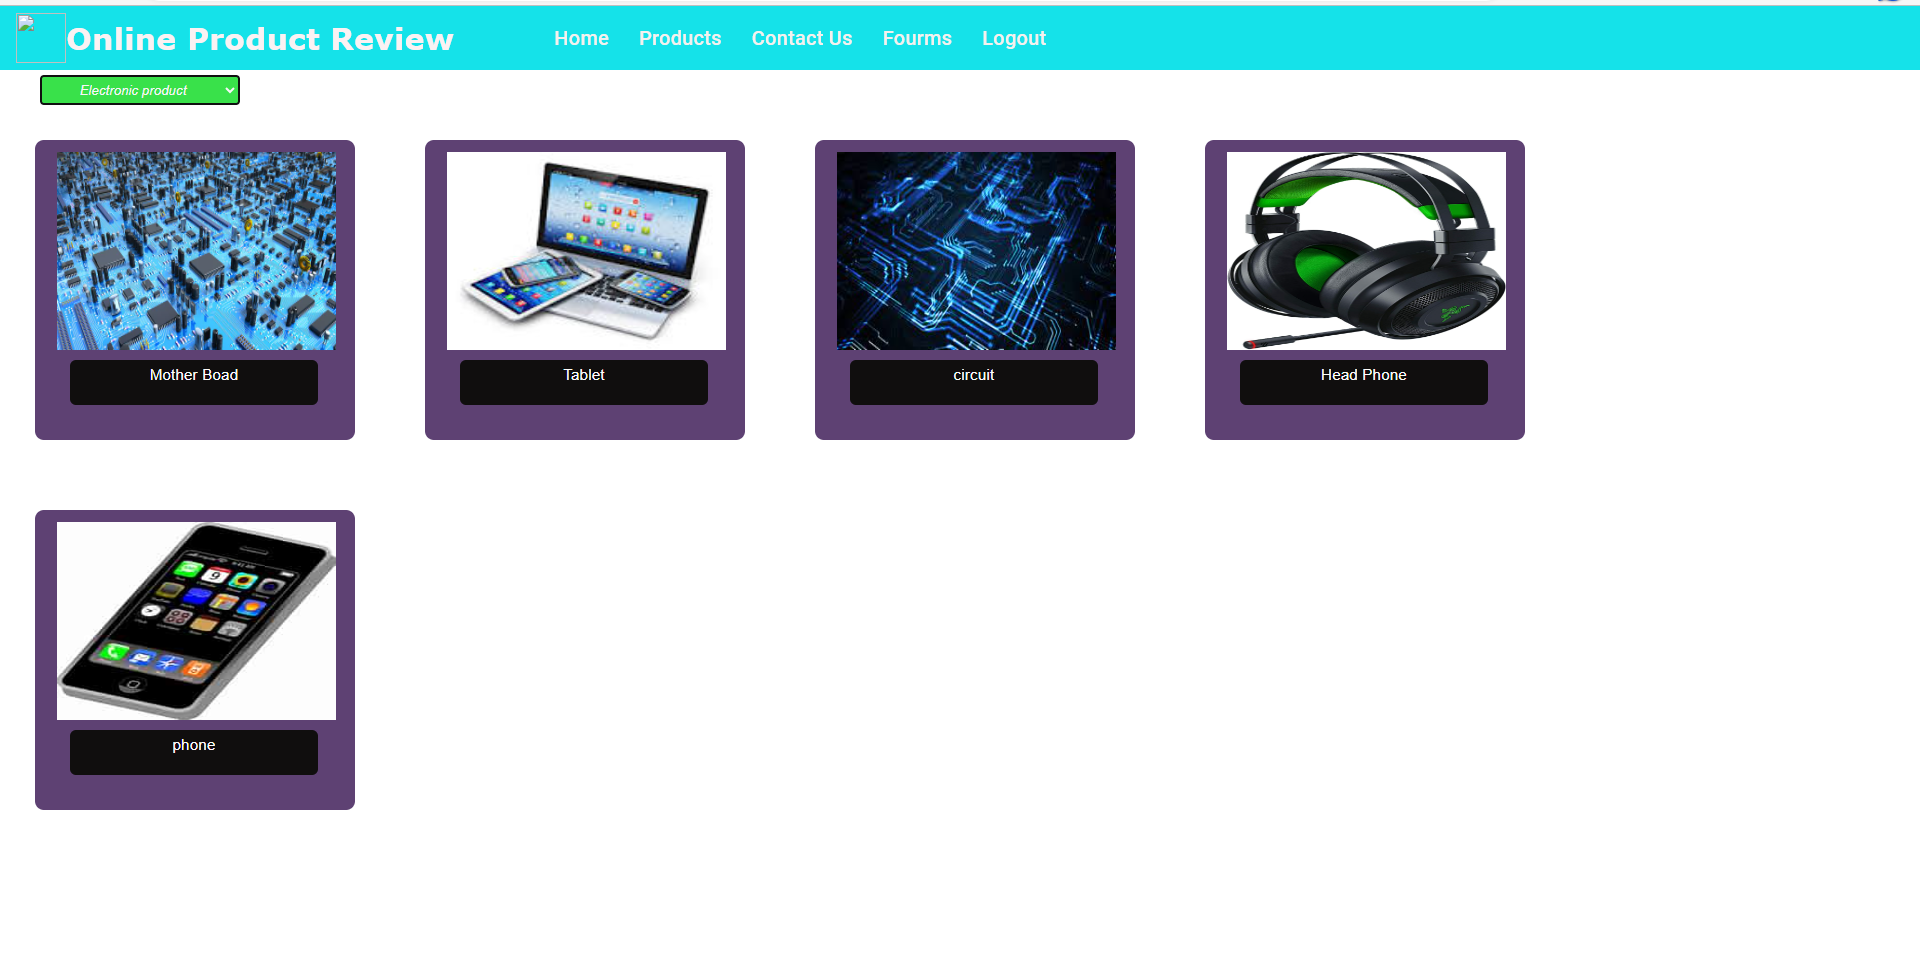 Online Product Review
Home Products Contact Us Fourms Logout
Electronic product
Mother Boad
Tablet
circuit
Head Phone
phone